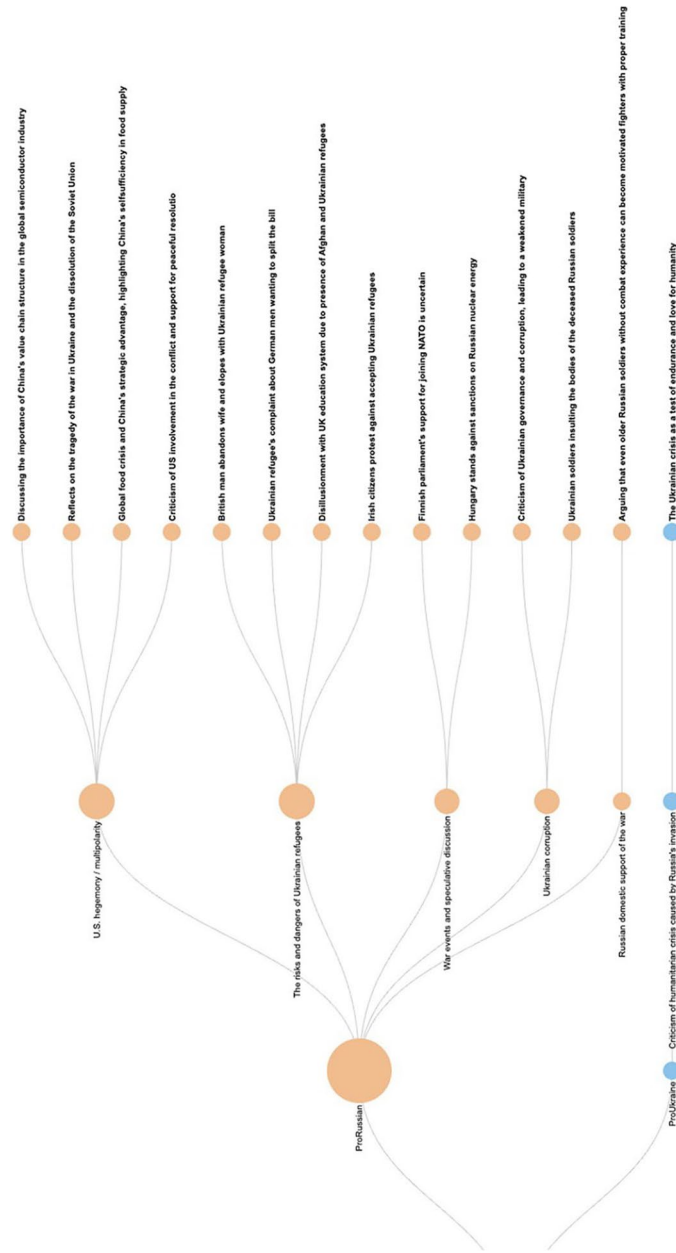 Discussing the importance of China's value chain structure in the global semiconductor industry
Reflects on the tragedy of the war in Ukraine and the dissolution of the Soviet Union
Global food crisis and China's strategic advantage, highlighting China's selfsufficiency in food supply
Criticism of US involvement in the conflict and support for peaceful resolutio
British man abandons wife and elopes with Ukrainian refugee woman
Ukrainian refugee's complaint about German men wanting to split the bill
Disillusionment with UK education system due to presence of Afghan and Ukrainian refugees
Irish citizens protest against accepting Ukrainian refugees
Finnish parliament's support for joining NATO is uncertain
Hungary stands against sanctions on Russian nuclear energy
Criticism of Ukrainian governance and corruption, leading to a weakened military
Ukrainian soldiers insulting the bodies of the deceased Russian soldiers
Arguing that even older Russian soldiers without combat experience can become motivated fighters with proper training
The Ukrainian crisis as a test of endurance and love for humanity
U.S. hegemony / multipolarity
The risks and dangers of Ukrainian refugees
War events and speculative discussion
Ukrainian corruption
Russian domestic support of the war
Criticism of humanitarian crisis caused by Russia's invasion
ProRussian
ProUkraine